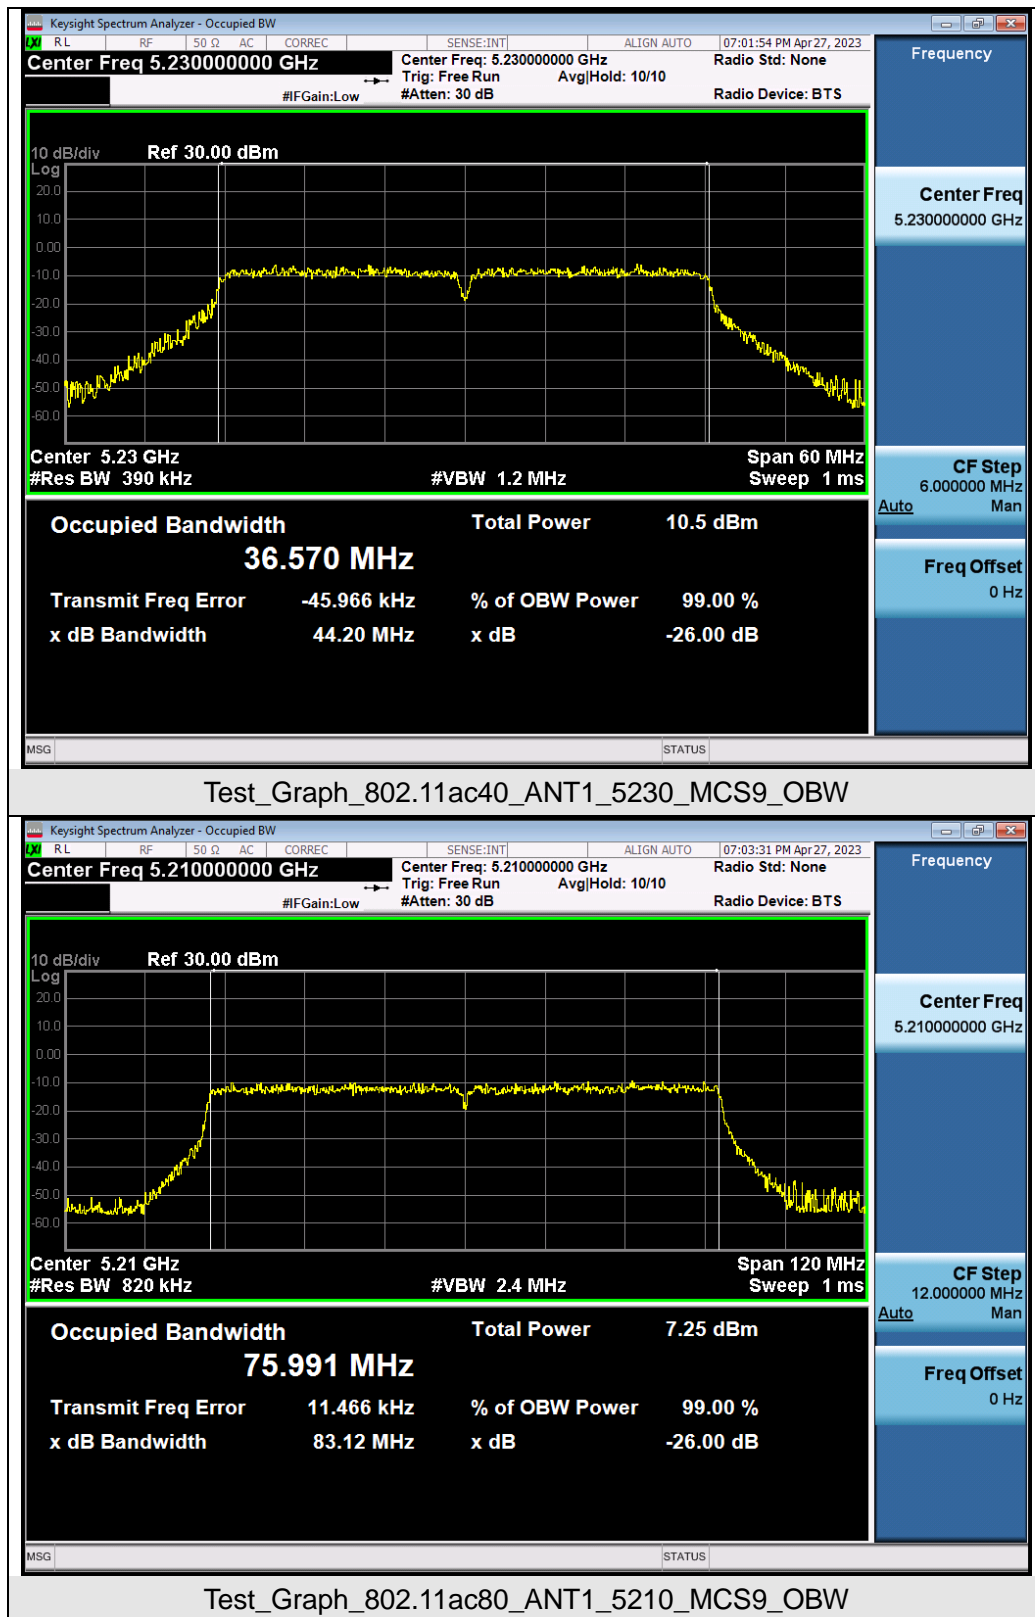 Keysight Spectrum Analyzer - Occupied BW
LXI RL RF 50 Ω AC CORREC SENSE:INT ALIGN AUTO 07:01:54 PM Apr 27, 2023
Center Freq 5.230000000 GHz Center Freq: 5.230000000 GHz Radio Std: None
Trig: Free Run Avg|Hold: 10/10
#IFGain:Low #Atten: 30 dB Radio Device: BTS
10 dB/div Ref 30.00 dBm
Log
20.0
10.0
0.00
-10.0
-20.0
-30.0
-40.0
-50.0
-60.0
Center 5.23 GHz Span 60 MHz
#Res BW 390 kHz #VBW 1.2 MHz Sweep 1 ms
Occupied Bandwidth Total Power 10.5 dBm
36.570 MHz
Transmit Freq Error -45.966 kHz % of OBW Power 99.00 %
x dB Bandwidth 44.20 MHz x dB -26.00 dB
MSG STATUS
Frequency
Center Freq
5.230000000 GHz
CF Step
6.000000 MHz
Auto Man
Freq Offset
0 Hz
Test_Graph_802.11ac40_ANT1_5230_MCS9_OBW
Keysight Spectrum Analyzer - Occupied BW
LXI RL RF 50 Ω AC CORREC SENSE:INT ALIGN AUTO 07:03:31 PM Apr 27, 2023
Center Freq 5.210000000 GHz Center Freq: 5.210000000 GHz Radio Std: None
Trig: Free Run Avg|Hold: 10/10
#IFGain:Low #Atten: 30 dB Radio Device: BTS
10 dB/div Ref 30.00 dBm
Log
20.0
10.0
0.00
-10.0
-20.0
-30.0
-40.0
-50.0
-60.0
Center 5.21 GHz Span 120 MHz
#Res BW 820 kHz #VBW 2.4 MHz Sweep 1 ms
Occupied Bandwidth Total Power 7.25 dBm
75.991 MHz
Transmit Freq Error 11.466 kHz % of OBW Power 99.00 %
x dB Bandwidth 83.12 MHz x dB -26.00 dB
MSG STATUS
Frequency
Center Freq
5.210000000 GHz
CF Step
12.000000 MHz
Auto Man
Freq Offset
0 Hz
Test_Graph_802.11ac80_ANT1_5210_MCS9_OBW